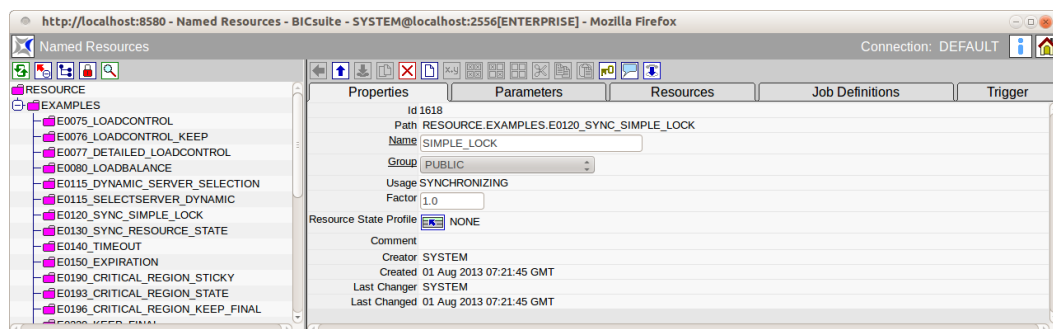 http://localhost:8580 - Named Resources - BICsuite - SYSTEM@localhost:2556[ENTERPRISE] - Mozilla Firefox
Named Resources
Connection: DEFAULT
RESOURCE
EXAMPLES
E0075_LOADCONTROL
E0076_LOADCONTROL_KEEP
E0077_DETAILED_LOADCONTROL
E0080_LOADBALANCE
E0115_DYNAMIC_SERVER_SELECTION
E0115_SELECTSERVER_DYNAMIC
E0120_SYNC_SIMPLE_LOCK
E0130_SYNC_RESOURCE_STATE
E0140_TIMEOUT
E0150_EXPIRATION
E0190_CRITICAL_REGION_STICKY
E0193_CRITICAL_REGION_STATE
E0196_CRITICAL_REGION_KEEP_FINAL
Properties Parameters Resources Job Definitions Trigger
Id 1618
Path RESOURCE.EXAMPLES.E0120_SYNC_SIMPLE_LOCK
Name SIMPLE_LOCK
Group PUBLIC
Usage SYNCHRONIZING
Factor 1.0
Resource State Profile NONE
Comment
Creator SYSTEM
Created 01 Aug 2013 07:21:45 GMT
Last Changer SYSTEM
Last Changed 01 Aug 2013 07:21:45 GMT